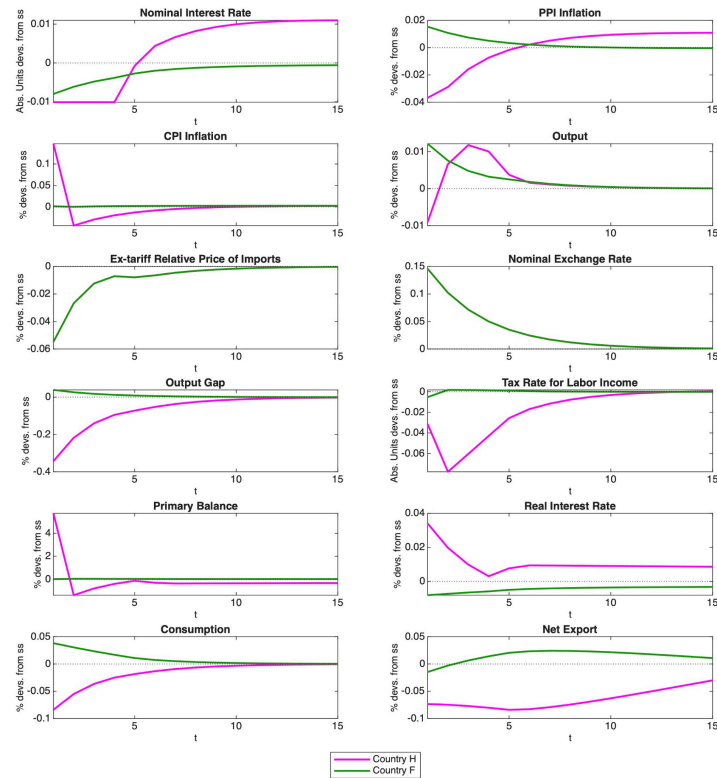 Nominal Interest Rate
Abs. Units devs. from ss
0.01
0
-0.01
5
10
15
t
PPI Inflation
% devs. from ss
0.02
0
-0.02
-0.04
5
10
15
t
CPI Inflation
% devs. from ss
0.1
0.05
0
5
10
15
t
Output
% devs. from ss
0.01
0
-0.01
5
10
15
t
Ex-tariff Relative Price of Imports
% devs. from ss
0
-0.02
-0.04
-0.06
5
10
15
t
Nominal Exchange Rate
% devs. from ss
0.15
0.1
0.05
0
5
10
15
t
Output Gap
% devs. from ss
0
-0.2
-0.4
5
10
15
t
Tax Rate for Labor Income
Abs. Units devs. from ss
0
-0.02
-0.04
-0.06
5
10
15
t
Primary Balance
% devs. from ss
4
2
0
5
10
15
t
Real Interest Rate
% devs. from ss
0.04
0.02
0
5
10
15
t
Consumption
% devs. from ss
0.05
0
-0.05
-0.1
5
10
15
t
Net Export
% devs. from ss
0.05
0
-0.05
-0.1
5
10
15
t
Country H
Country F